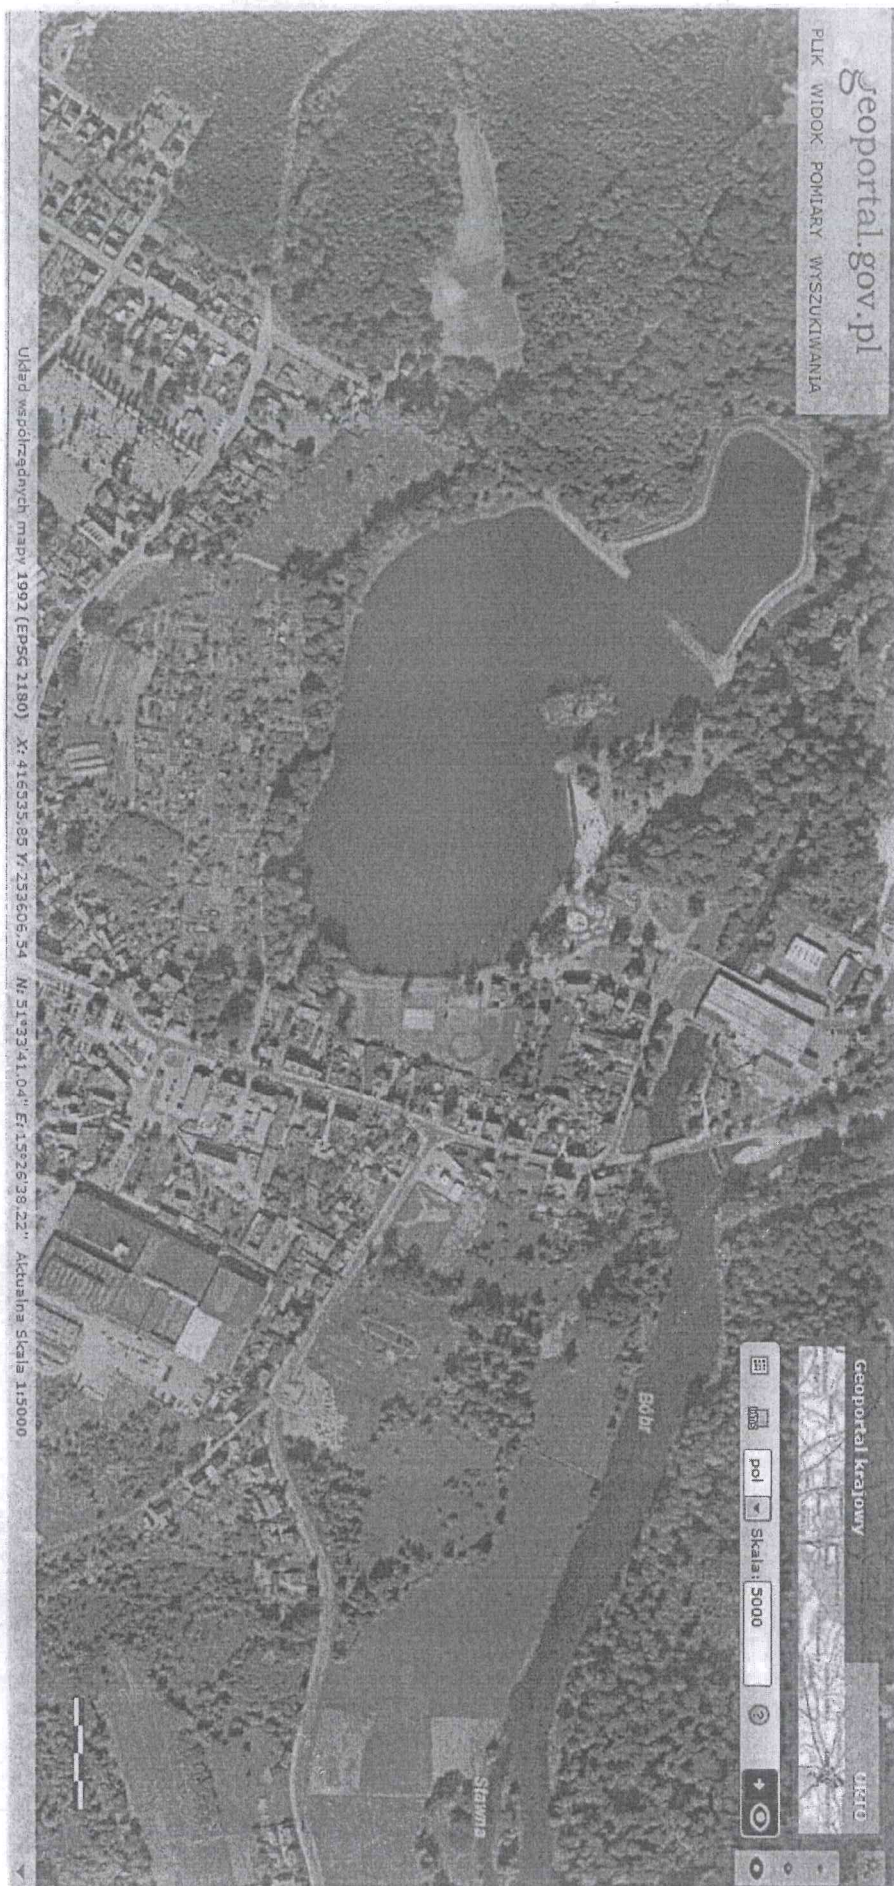 geoportal.gov.pl
PLIK WIDOK POMIARY WYSZUKIWANIA
Geoportal krajowy
ORTO
pol Skala: 5000
Bóbr
Sławna
Układ współrzędnych mapy 1992 (EPSG 2180) X: 416535,85 Y: 253606,54 N: 51°33'41.04" E: 15°26'38.22" Aktualna Skala 1:5000